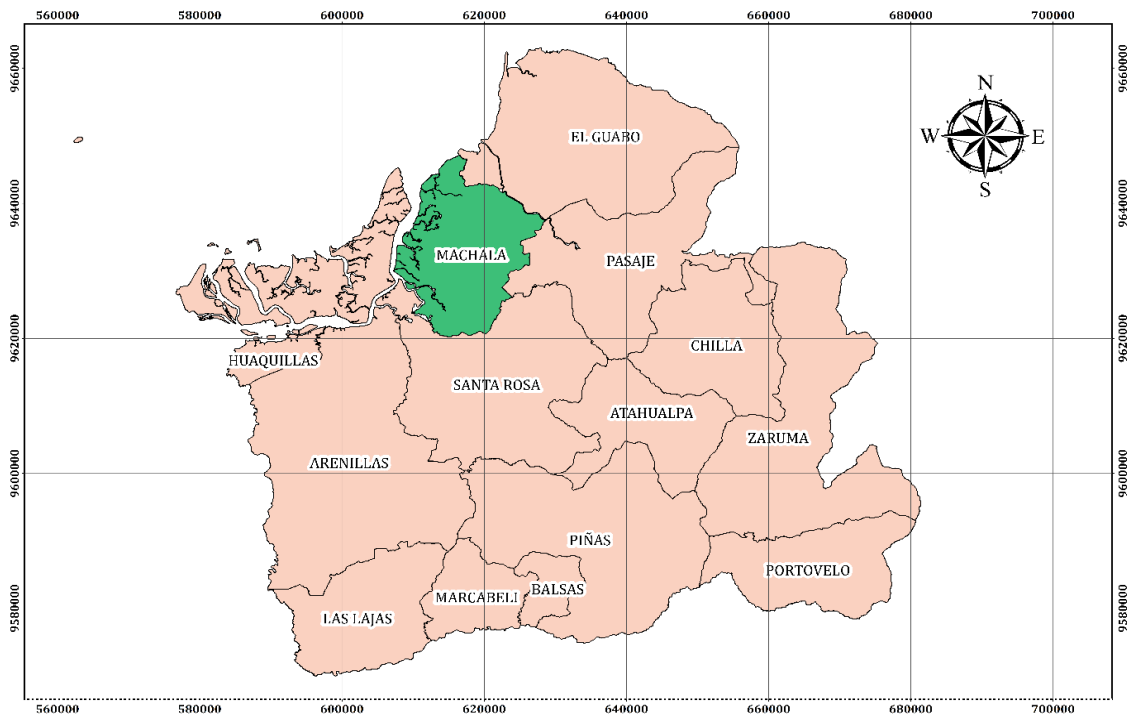 560000 580000 600000 620000 640000 660000 680000 700000
9660000 9660000
N
W E
S
EL GUABO
9640000 9640000
MACHALA
PASAJE
9620000 9620000
CHILLA
HUAQUILLAS
SANTA ROSA
ATAHUALPA
ZARUMA
ARENILLAS
9600000 9600000
PIÑAS
PORTOVELO
BALSAS
MARCABELI
9580000 9580000
LAS LAJAS
560000 580000 600000 620000 640000 660000 680000 700000